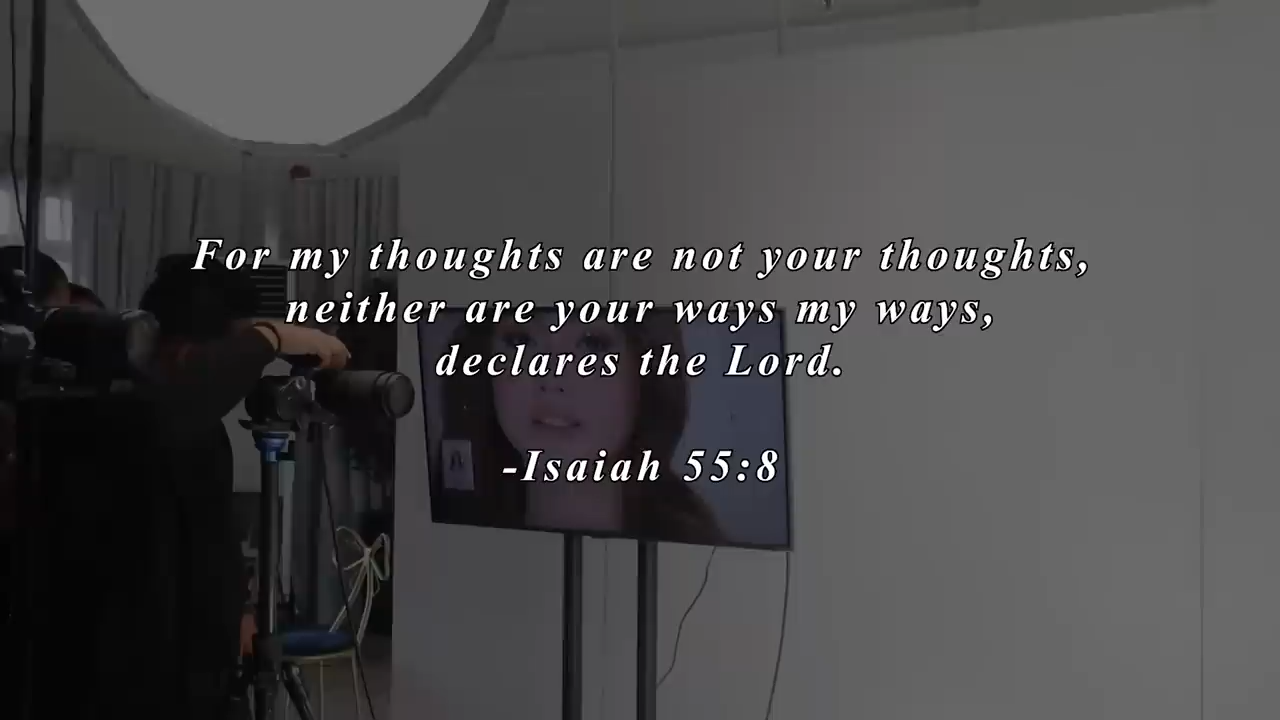 For my thoughts are not your thoughts,
neither are your ways my ways,
declares the Lord.
-Isaiah 55:8